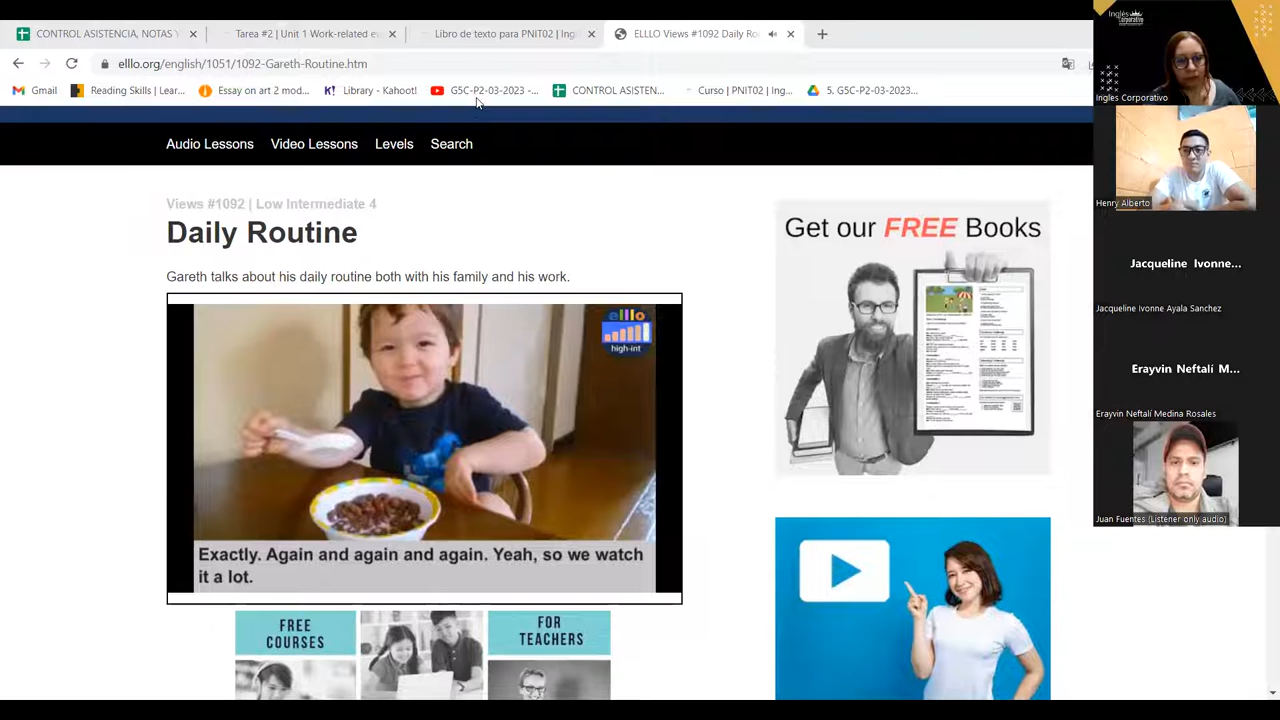 CONTROL ASISTENCIA, NOTAS Y
Tarea #2 | Unit 1 Work-related e
Libro de texto para PNIT02 | Ingl
ELLLO Views #1092 Daily Ro
elllo.org/english/1051/1092-Gareth-Routine.htm
Gmail
Reading Skills | Lear...
Essay on art 2 mod...
Library - Kahoot!
G5C-P2-03-2023 -...
CONTROL ASISTEN...
Curso | PNIT02 | Ing...
5. G5C-P2-03-2023...
Audio Lessons
Video Lessons
Levels
Search
Views #1092 | Low Intermediate 4
Daily Routine
Gareth talks about his daily routine both with his family and his work.
elllo
high-int
Exactly. Again and again and again. Yeah, so we watch
it a lot.
FREE
COURSES
FOR
TEACHERS
Get our FREE Books
Inglés
Corporativo
Ingles Corporativo
Henry Alberto
Jacqueline Ivonne...
Jacqueline Ivonne Ayala Sanchez
Erayvin Neftalí M...
Erayvin Neftalí Medina Rosales
Juan Fuentes (Listener only audio)